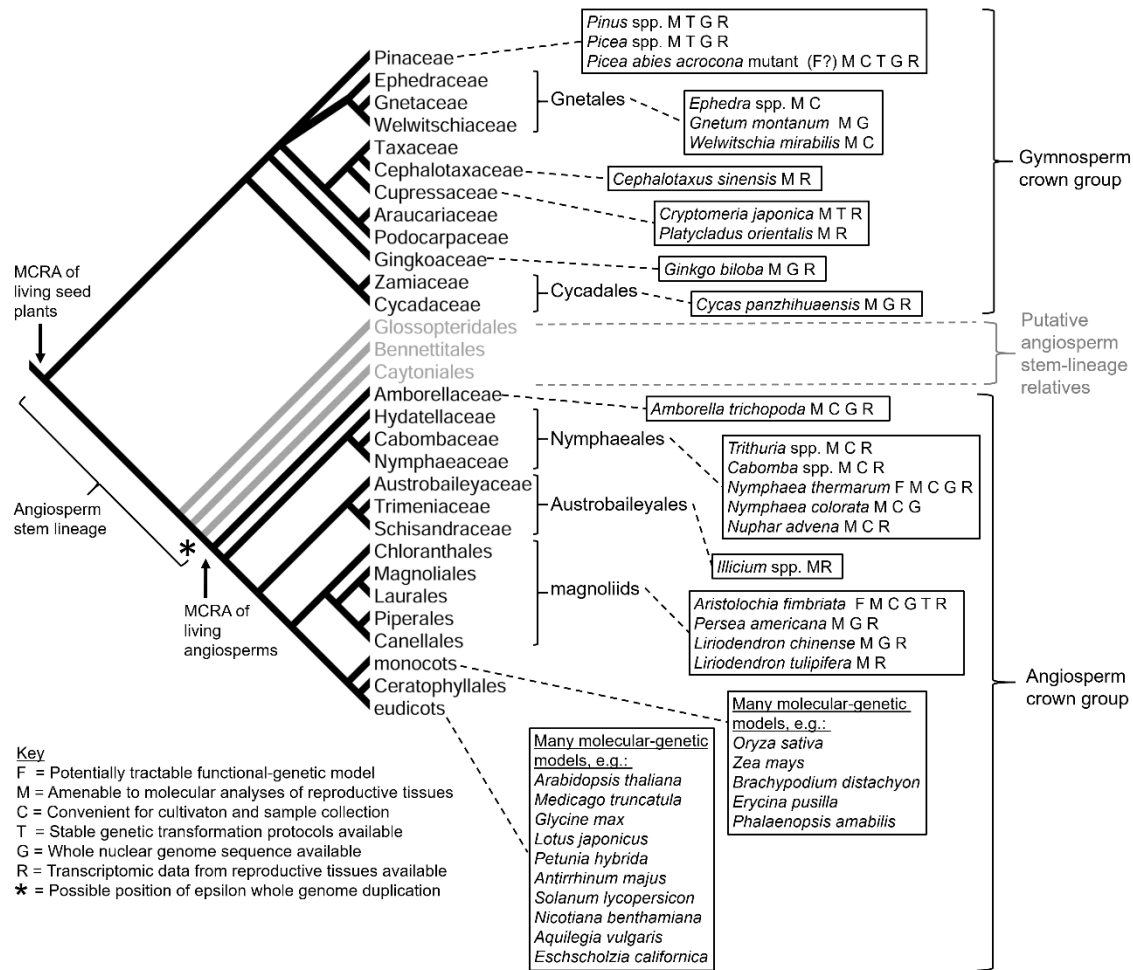 Pinaceae
Ephedraceae
Gnetaceae
Welwitschiaceae
Taxaceae
Cephalotaxaceae
Cupressaceae
Araucariaceae
Podocarpaceae
Gingkoaceae
Zamiaceae
Cycadaceae
Glossopteridales
Bennettitales
Caytoniales
Amborellaceae
Hydatellaceae
Cabombaceae
Nymphaeaceae
Austrobaileyaceae
Trimeniaceae
Schisandraceae
Chloranthales
Magnoliales
Laurales
Piperales
Canellales
monocots
Ceratophyllales
eudicots
Gnetales
Cycadales
Nymphaeales
Austrobaileyales
magnoliids
Pinus spp. M T G R
Picea spp. M T G R
Picea abies acrocona mutant (F?) M C T G R
Ephedra spp. M C
Gnetum montanum M G
Welwitschia mirabilis M C
Cephalotaxus sinensis M R
Cryptomeria japonica M T R
Platycladus orientalis M R
Ginkgo biloba M G R
Cycas panzhihuaensis M G R
Amborella trichopoda M C G R
Trithuria spp. M C R
Cabomba spp. M C R
Nymphaea thermarum F M C G R
Nymphaea colorata M C G
Nuphar advena M C R
Illicium spp. MR
Aristolochia fimbriata F M C G T R
Persea americana M G R
Liriodendron chinense M G R
Liriodendron tulipifera M R
Many molecular-genetic
models, e.g.:
Oryza sativa
Zea mays
Brachypodium distachyon
Erycina pusilla
Phalaenopsis amabilis
Many molecular-genetic
models, e.g.:
Arabidopsis thaliana
Medicago truncatula
Glycine max
Lotus japonicus
Petunia hybrida
Antirrhinum majus
Solanum lycopersicon
Nicotiana benthamiana
Aquilegia vulgaris
Eschscholzia californica
Gymnosperm
crown group
Putative
angiosperm
stem-lineage
relatives
Angiosperm
crown group
MCRA of
living seed
plants
Angiosperm
stem lineage
*
MCRA of
living
angiosperms
Key
F = Potentially tractable functional-genetic model
M = Amenable to molecular analyses of reproductive tissues
C = Convenient for cultivaton and sample collection
T = Stable genetic transformation protocols available
G = Whole nuclear genome sequence available
R = Transcriptomic data from reproductive tissues available
* = Possible position of epsilon whole genome duplication